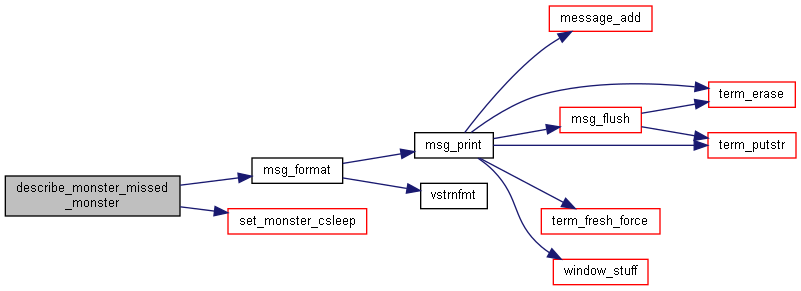 describe_monster_missed
_monster
msg_format
set_monster_csleep
msg_print
vstrnfmt
message_add
term_erase
msg_flush
term_putstr
term_fresh_force
window_stuff